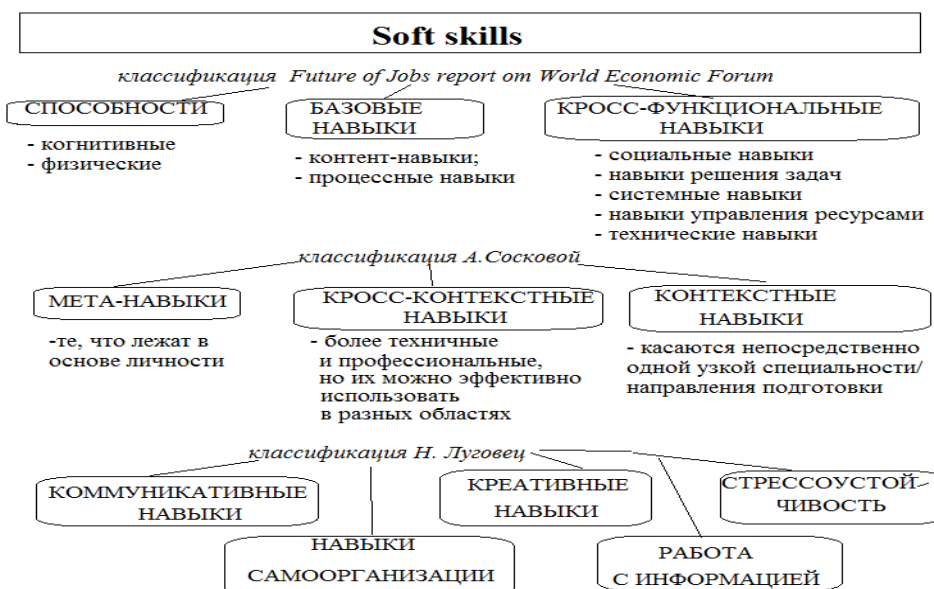 Soft skills
классификация Future of Jobs report от World Economic Forum
СПОСОБНОСТИ
- когнитивные
- физические
БАЗОВЫЕ
НАВЫКИ
- контент-навыки;
- процессные навыки
КРОСС-ФУНКЦИОНАЛЬНЫЕ
НАВЫКИ
- социальные навыки
- навыки решения задач
- системные навыки
- навыки управления ресурсами
- технические навыки
классификация А.Сосковой
МЕТА-НАВЫКИ
-те, что лежат в
основе личности
КРОСС-КОНТЕКСТНЫЕ
НАВЫКИ
- более техничные
и профессиональные,
но их можно эффективно
использовать
в разных областях
КОНТЕКСТНЫЕ
НАВЫКИ
- касаются непосредственно
одной узкой специальности/
направления подготовки
классификация Н. Луговец
КОММУНИКАТИВНЫЕ
НАВЫКИ
КРЕАТИВНЫЕ
НАВЫКИ
СТРЕССОУСТОЙ-
ЧИВОСТЬ
НАВЫКИ
САМООРГАНИЗАЦИИ
РАБОТА
С ИНФОРМАЦИЕЙ